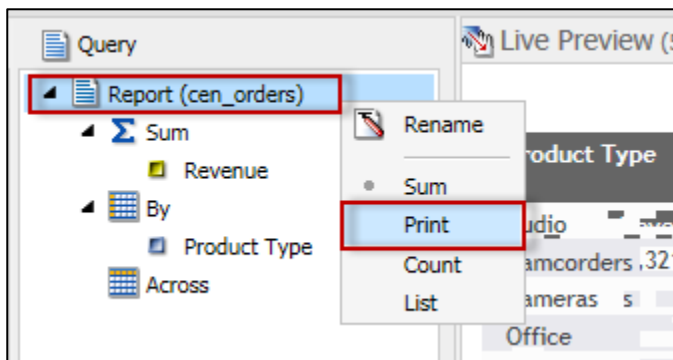 Query
Live Preview (
Report (cen_orders)
Sum
Revenue
By
Product Type
Across
Rename
Sum
Print
Count
List
roduct Type
udio
amcorders ,32
ameras s
Office